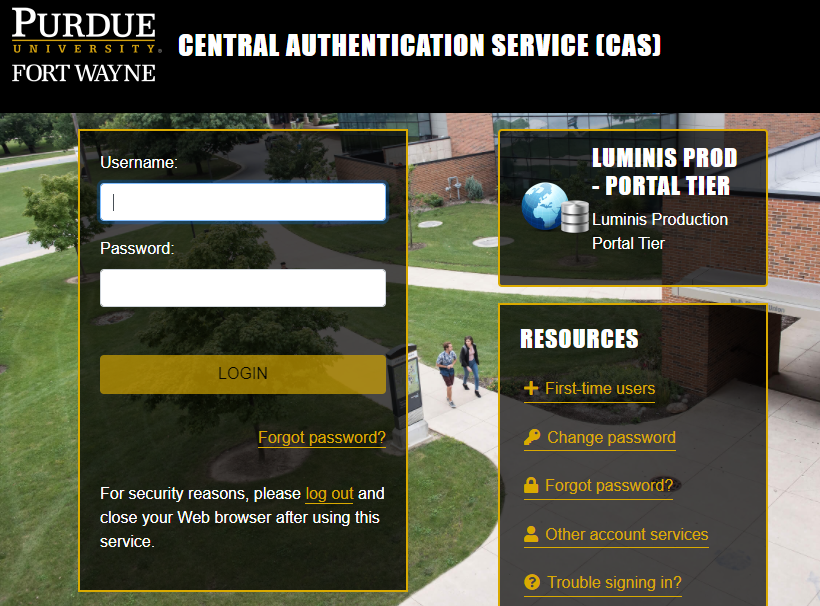 PURDUE
UNIVERSITY®
FORT WAYNE
CENTRAL AUTHENTICATION SERVICE (CAS)
Username:
Password:
LOGIN
Forgot password?
For security reasons, please log out and
close your Web browser after using this
service.
LUMINIS PROD
- PORTAL TIER
Luminis Production
Portal Tier
RESOURCES
First-time users
Change password
Forgot password?
Other account services
Trouble signing in?